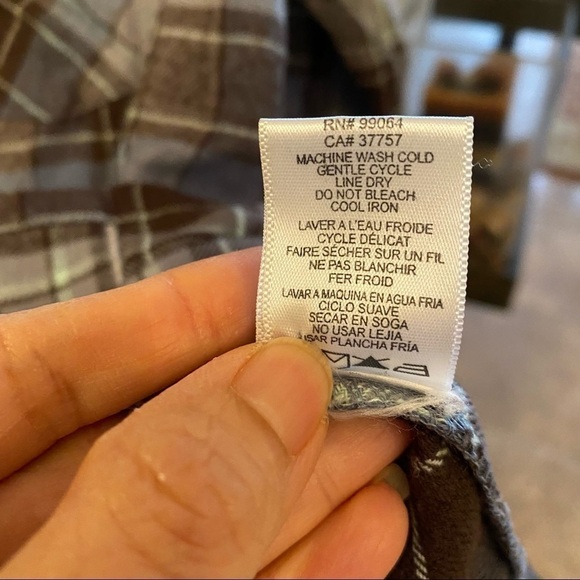 RN# 99064
CA# 37757
MACHINE WASH COLD
GENTLE CYCLE
LINE DRY
DO NOT BLEACH
COOL IRON
LAVER A L'EAU FROIDE
CYCLE DÉLICAT
FAIRE SÉCHER SUR UN FIL
NE PAS BLANCHIR
FER FROID
LAVAR A MAQUINA EN AGUA FRIA
CICLO SUAVE
SECAR EN SOGA
NO USAR LEJIA
USAR PLANCHA FRÍA